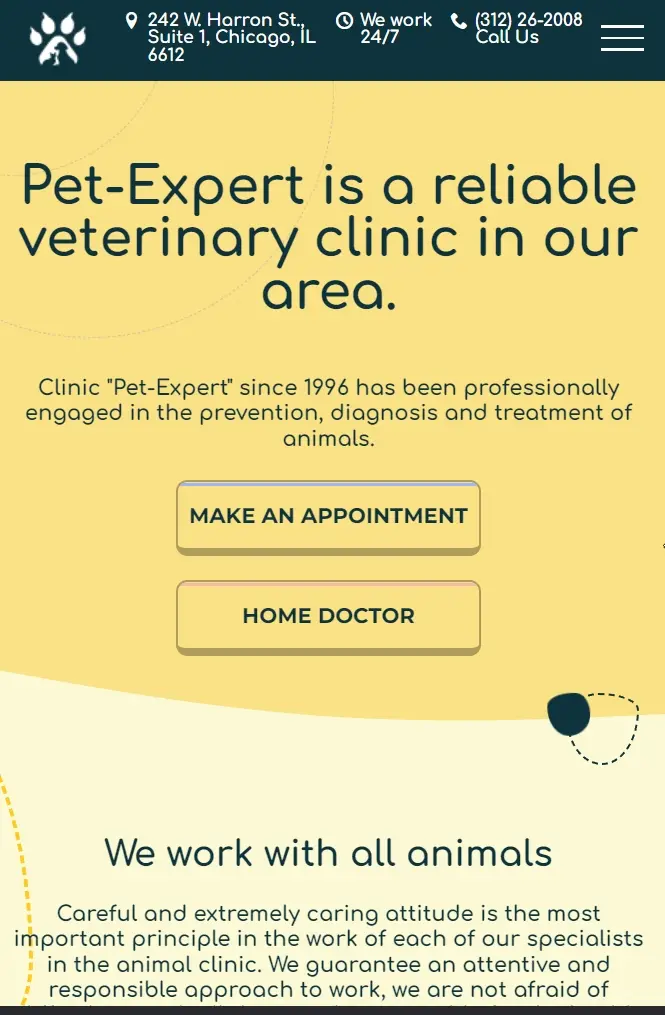 242 W. Harron St.,
Suite 1, Chicago, IL
6612
We work
24/7
(312) 26-2008
Call Us
Pet-Expert is a reliable
veterinary clinic in our
area.
Clinic "Pet-Expert" since 1996 has been professionally
engaged in the prevention, diagnosis and treatment of
animals.
MAKE AN APPOINTMENT
HOME DOCTOR
We work with all animals
Careful and extremely caring attitude is the most
important principle in the work of each of our specialists
in the animal clinic. We guarantee an attentive and
responsible approach to work, we are not afraid of